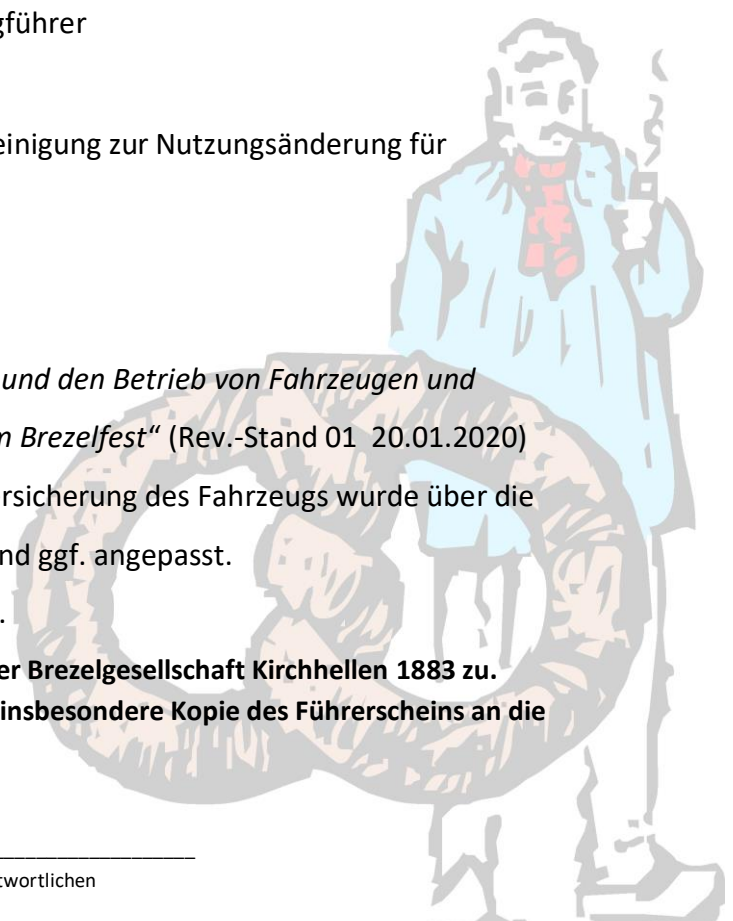 gführer
einigung zur Nutzungsänderung für
und den Betrieb von Fahrzeugen und
n Brezelfest“ (Rev.-Stand 01 20.01.2020)
ersicherung des Fahrzeugs wurde über die
nd ggf. angepasst.
.
er Brezelgesellschaft Kirchhellen 1883 zu.
insbesondere Kopie des Führerscheins an die
twortlichen